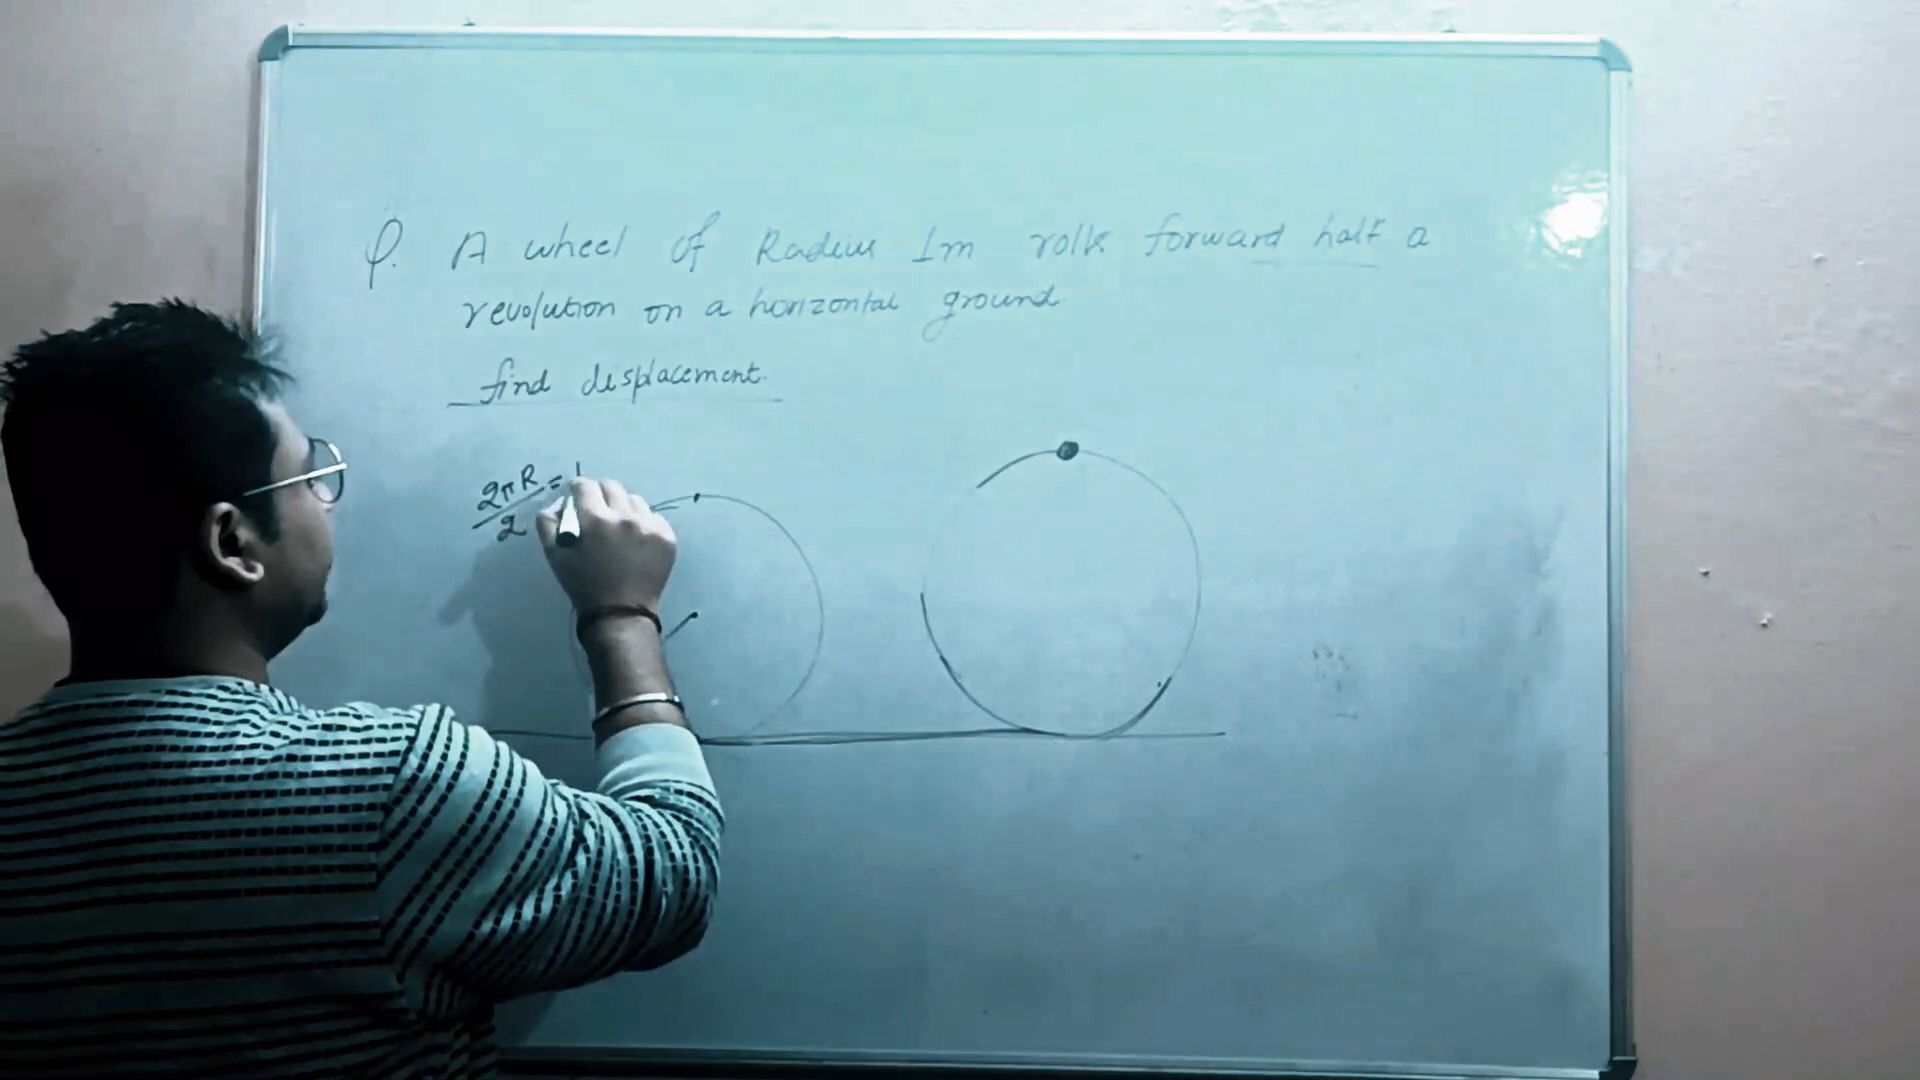 Q. A wheel of Radius 1m rolls forward half a
revolution on a horizontal ground
find displacement.
2πR
2
=